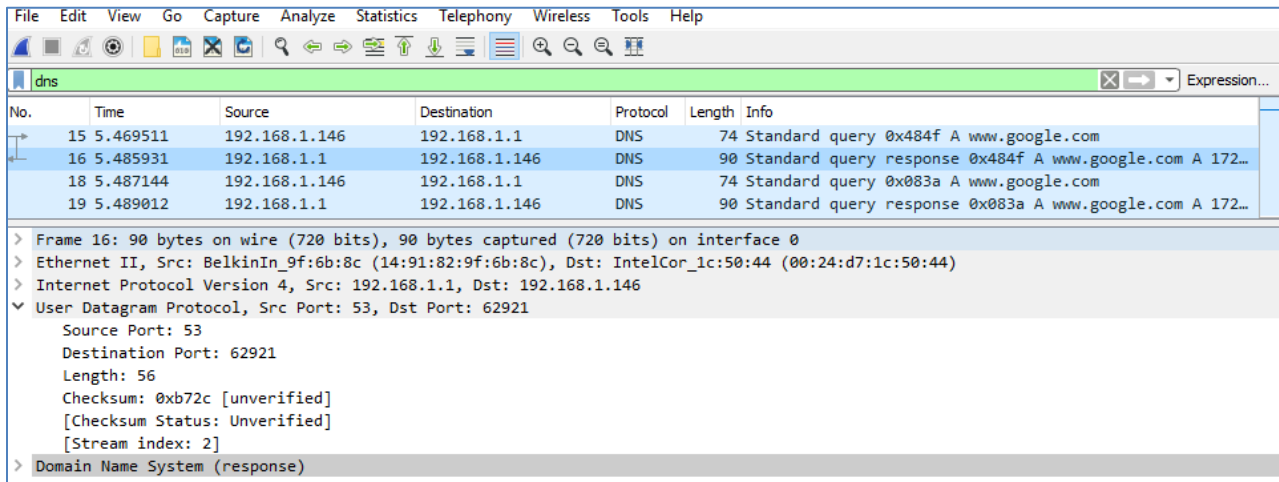 File Edit View Go Capture Analyze Statistics Telephony Wireless Tools Help
dns Expression...
No. Time Source Destination Protocol Length Info
15 5.469511 192.168.1.146 192.168.1.1 DNS 74 Standard query 0x484f A www.google.com
16 5.485931 192.168.1.1 192.168.1.146 DNS 90 Standard query response 0x484f A www.google.com A 172…
18 5.487144 192.168.1.146 192.168.1.1 DNS 74 Standard query 0x083a A www.google.com
19 5.489012 192.168.1.1 192.168.1.146 DNS 90 Standard query response 0x083a A www.google.com A 172…
> Frame 16: 90 bytes on wire (720 bits), 90 bytes captured (720 bits) on interface 0
> Ethernet II, Src: BelkinIn_9f:6b:8c (14:91:82:9f:6b:8c), Dst: IntelCor_1c:50:44 (00:24:d7:1c:50:44)
> Internet Protocol Version 4, Src: 192.168.1.1, Dst: 192.168.1.146
User Datagram Protocol, Src Port: 53, Dst Port: 62921
Source Port: 53
Destination Port: 62921
Length: 56
Checksum: 0xb72c [unverified]
[Checksum Status: Unverified]
[Stream index: 2]
> Domain Name System (response)